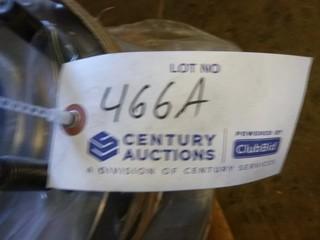 LOT NO
466A
CENTURY AUCTIONS
POWERED BY
ClubBid
A DIVISION OF CENTURY SERVICES